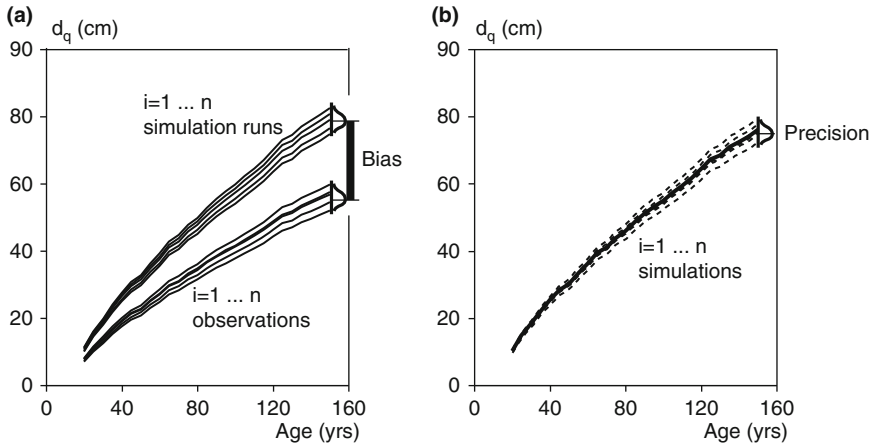 (a)
d_q (cm)
90
80
60
40
20
0
0 40 80 120 160
Age (yrs)
i=1 ... n
simulation runs
Bias
i=1 ... n
observations
(b)
d_q (cm)
90
80
60
40
20
0
0 40 80 120 160
Age (yrs)
Precision
i=1 ... n
simulations